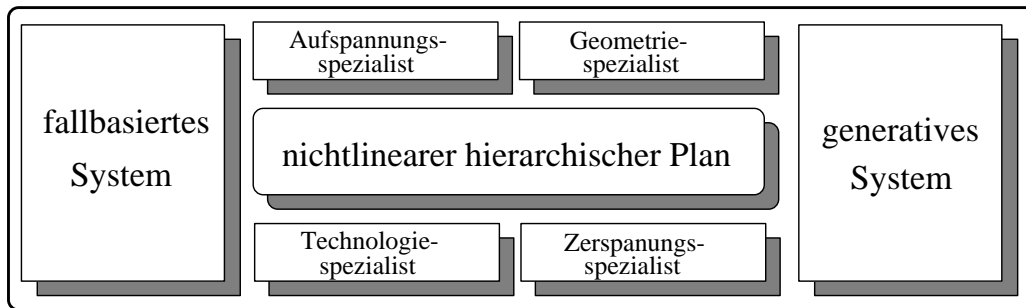 fallbasiertes
System
Aufspannungs-
spezialist
Geometrie-
spezialist
nichtlinearer hierarchischer Plan
Technologie-
spezialist
Zerspanungs-
spezialist
generatives
System